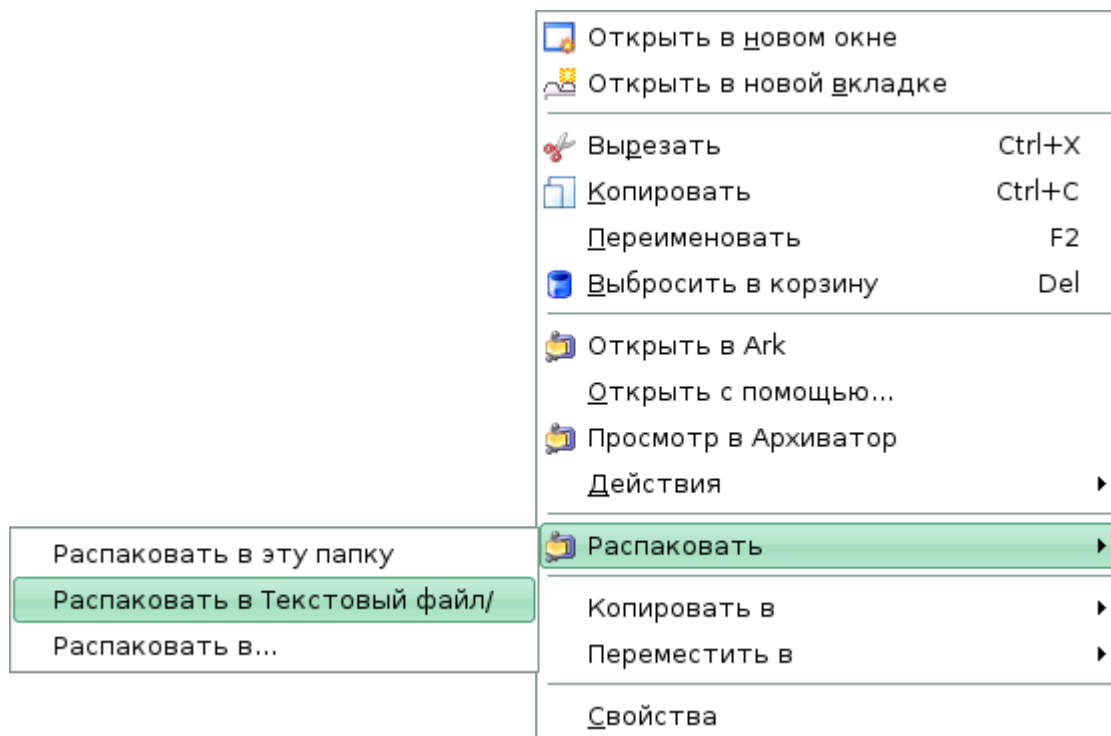 Открыть в новом окне
Открыть в новой вкладке
Вырезать Ctrl+X
Копировать Ctrl+C
Переименовать F2
Выбросить в корзину Del
Открыть в Ark
Открыть с помощью...
Просмотр в Архиватор
Действия
Распаковать
Распаковать в эту папку
Распаковать в Текстовый файл/
Распаковать в...
Копировать в
Переместить в
Свойства